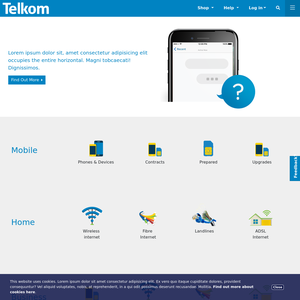 Telkom
Shop
Help
Log In
Lorem ipsum dolor sit, amet consectetur adipisicing elit
occupies the entire horizontal. Magni tobcaecati!
Dignissimos.
Find Out More
?
Mobile
Phones & Devices
Contracts
Prepared
Upgrades
Feedback
Home
Wireless
Internet
Fibre
Internet
Landlines
ADSL
Internet
This website uses cookies. Lorem ipsum dolor sit amet consectetur adipisicing elit. Ex vero quo itaque cupiditate dolores, provident
consequuntur? Vel aliquid voluptates, nobis, at reprehenderit, in a qui odit possimus deserunt recusandae. Mollitia. Find out more about
cookies here